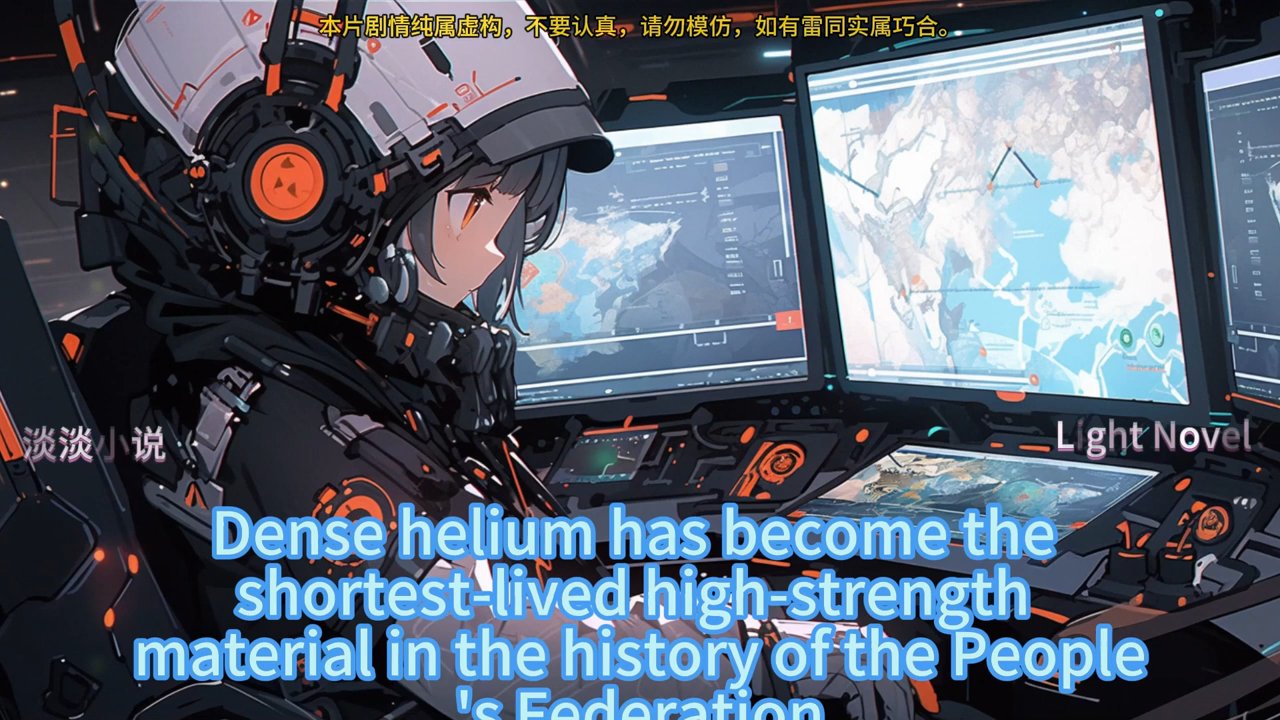 本片剧情纯属虚构，不要认真，请勿模仿，如有雷同实属巧合。
淡淡小说
Light Novel
Dense helium has become the
shortest-lived high-strength
material in the history of the People
's Federation